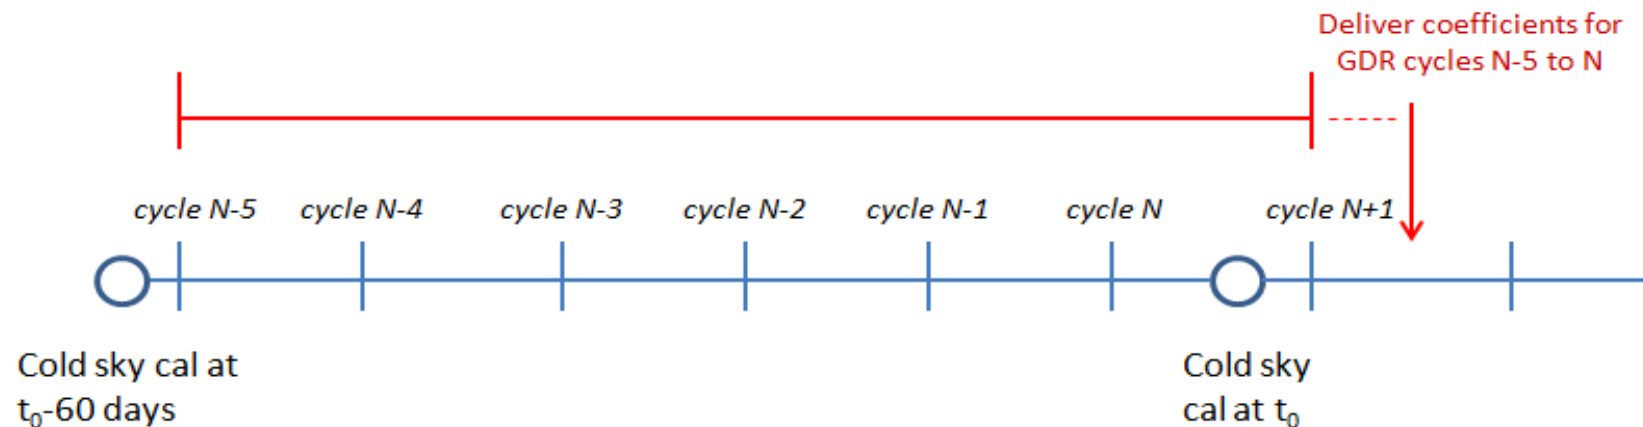 Deliver coefficients for
GDR cycles N-5 to N
cycle N-5 cycle N-4 cycle N-3 cycle N-2 cycle N-1 cycle N cycle N+1
Cold sky cal at
t₀-60 days
Cold sky
cal at t₀